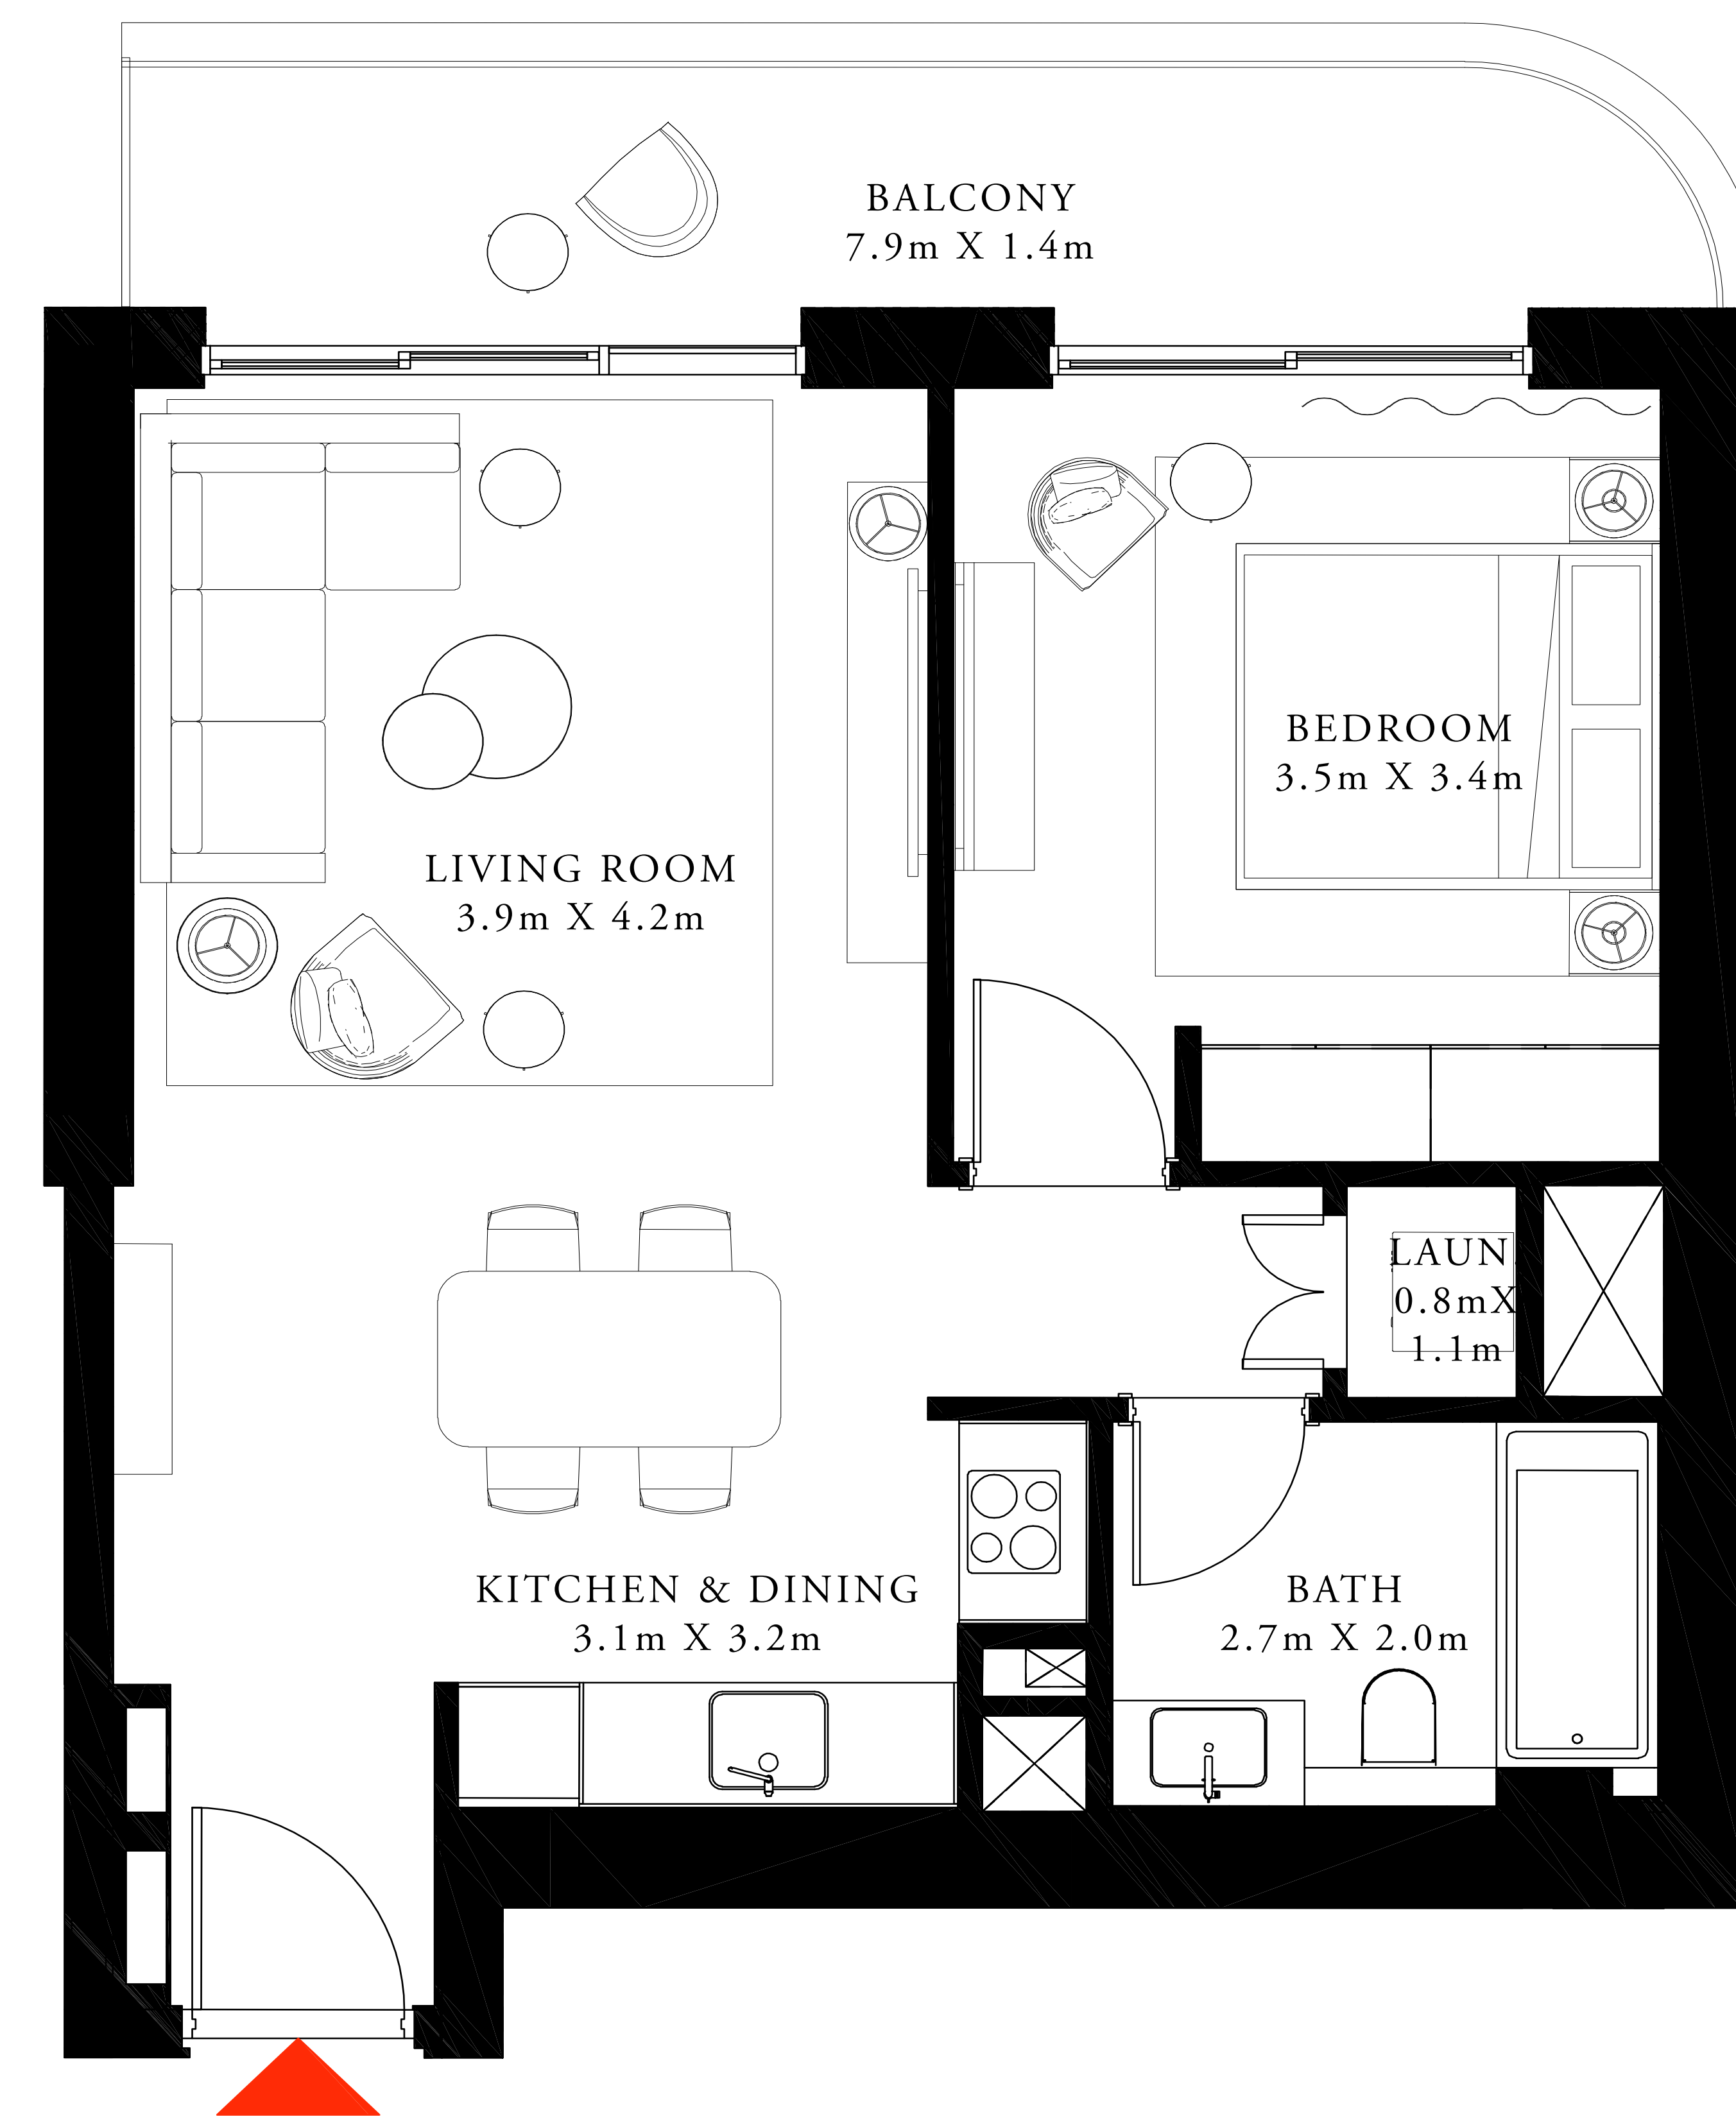 BALCONY
7.9m X 1.4m
BEDROOM
3.5m X 3.4m
LIVING ROOM
3.9m X 4.2m
LAUN
0.8mX
1.1m
KITCHEN & DINING
3.1m X 3.2m
BATH
2.7m X 2.0m